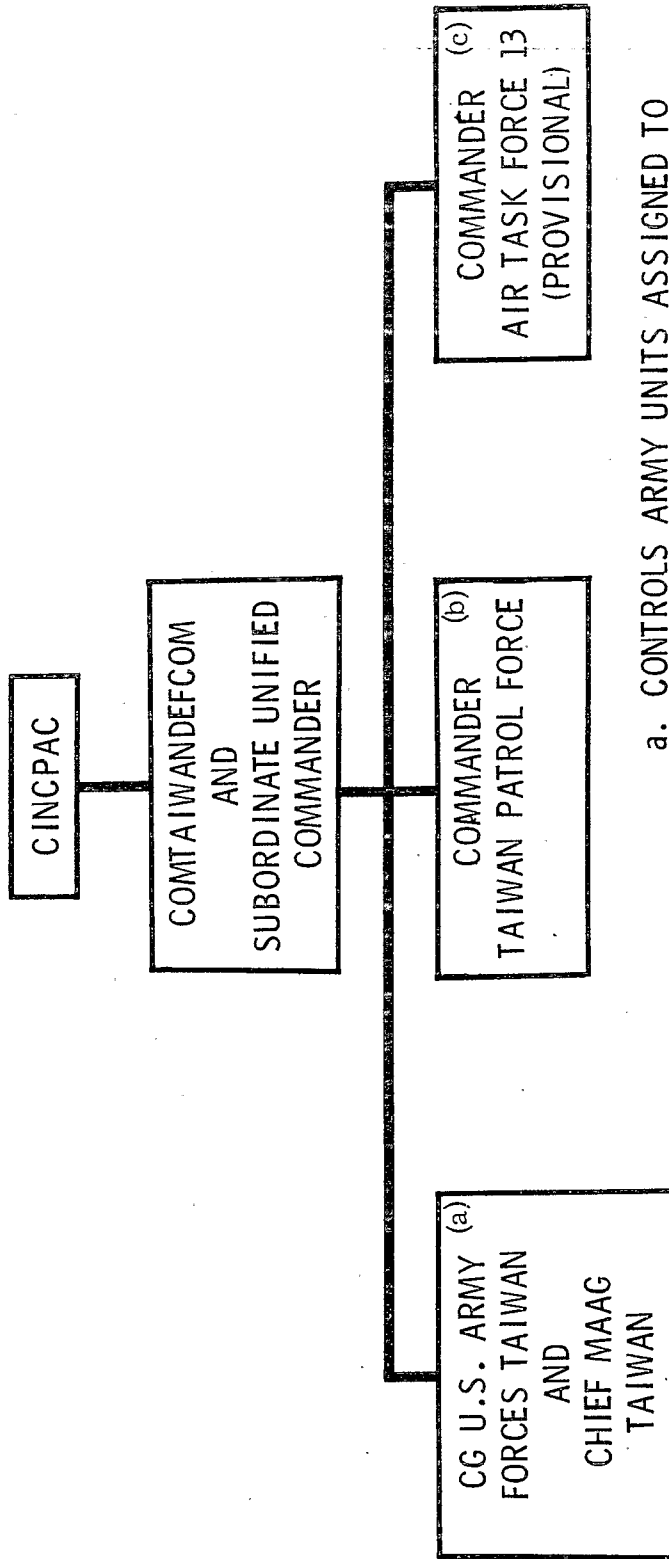 CINCPAC
COMTAIWANDEFCOM
AND
SUBORDINATE UNIFIED
COMMANDER
CG U.S. ARMY (a)
FORCES TAIWAN
AND
CHIEF MAAG
TAIWAN
COMMANDER (b)
TAIWAN PATROL FORCE
COMMANDER (c)
AIR TASK FORCE 13
(PROVISIONAL)
a. CONTROLS ARMY UNITS ASSIGNED TO